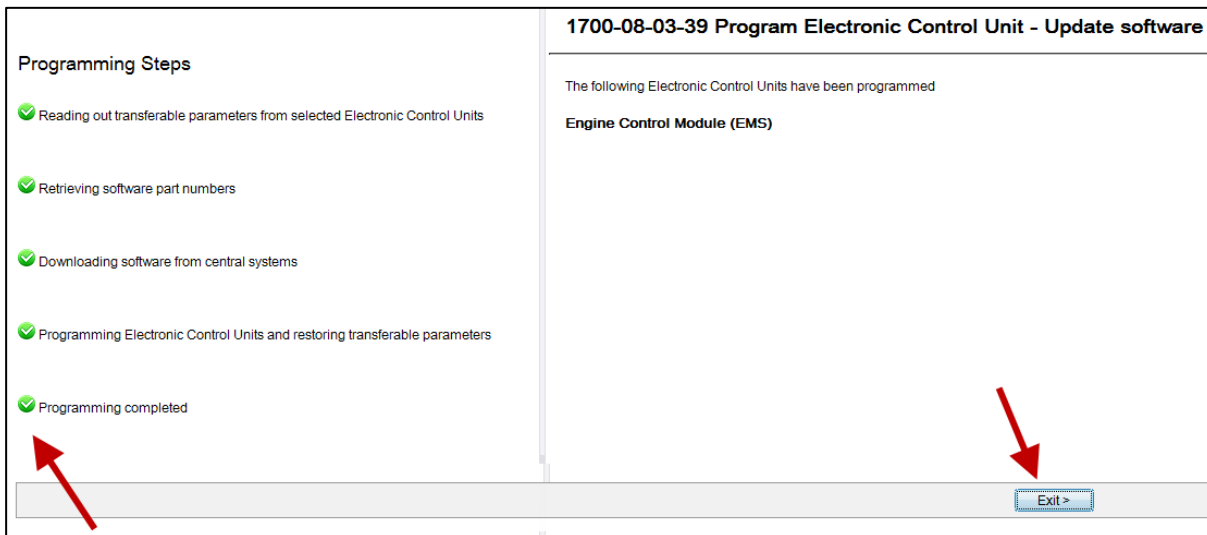 1700-08-03-39 Program Electronic Control Unit - Update software
Programming Steps
Reading out transferable parameters from selected Electronic Control Units
Retrieving software part numbers
Downloading software from central systems
Programming Electronic Control Units and restoring transferable parameters
Programming completed
The following Electronic Control Units have been programmed
Engine Control Module (EMS)
Exit >